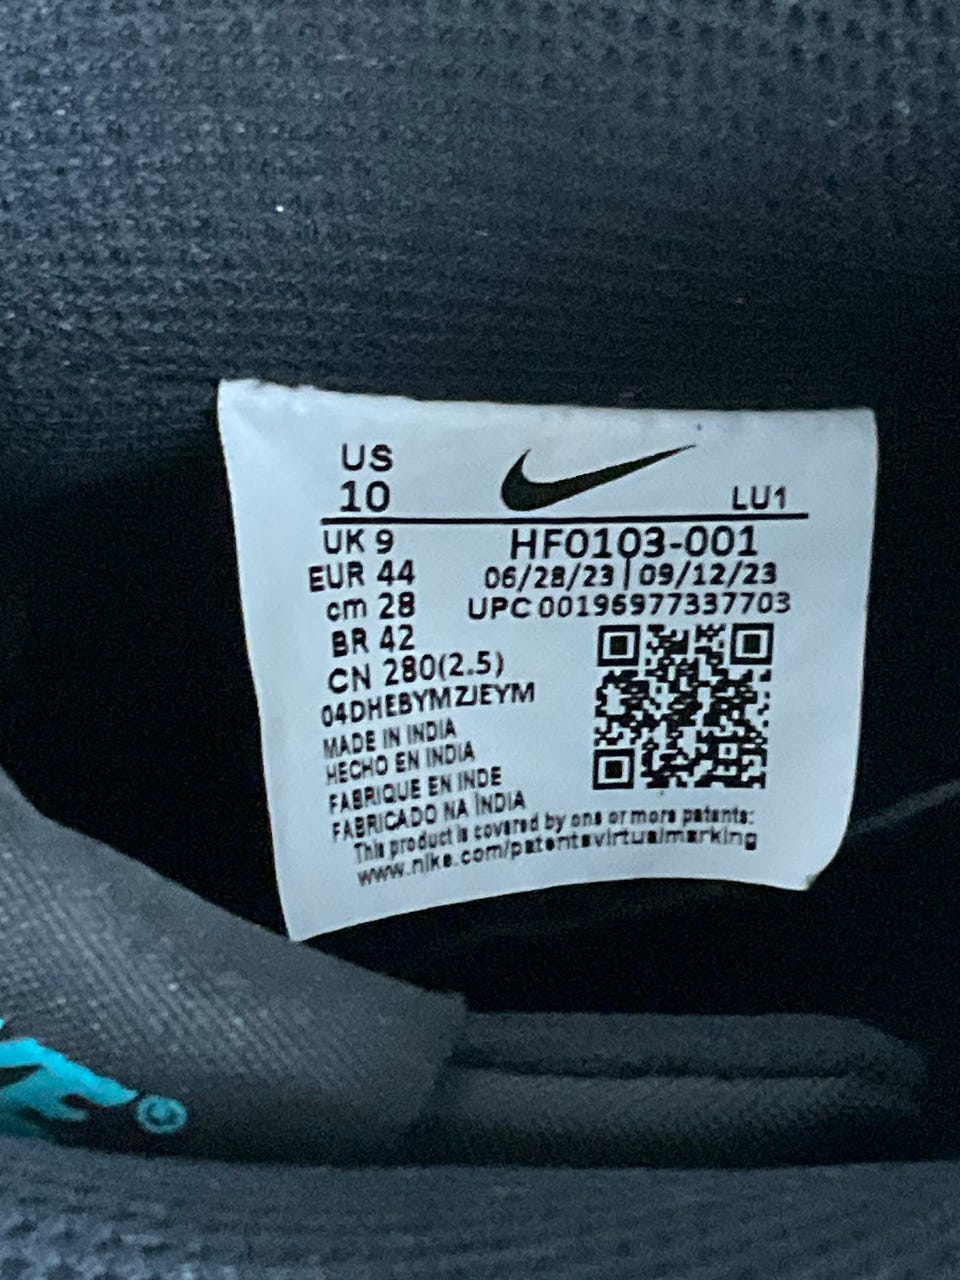 US
10
LU1
UK 9
HF0103-001
EUR 44
06/28/23 | 09/12/23
cm 28
UPC 00196977337703
BR 42
CN 280(2.5)
04DHEBYMZJEYM
MADE IN INDIA
HECHO EN INDIA
FABRIQUE EN INDE
FABRICADO NA ÍNDIA
This product is covered by one or more patents:
www.nike.com/patentsvirtualmarking